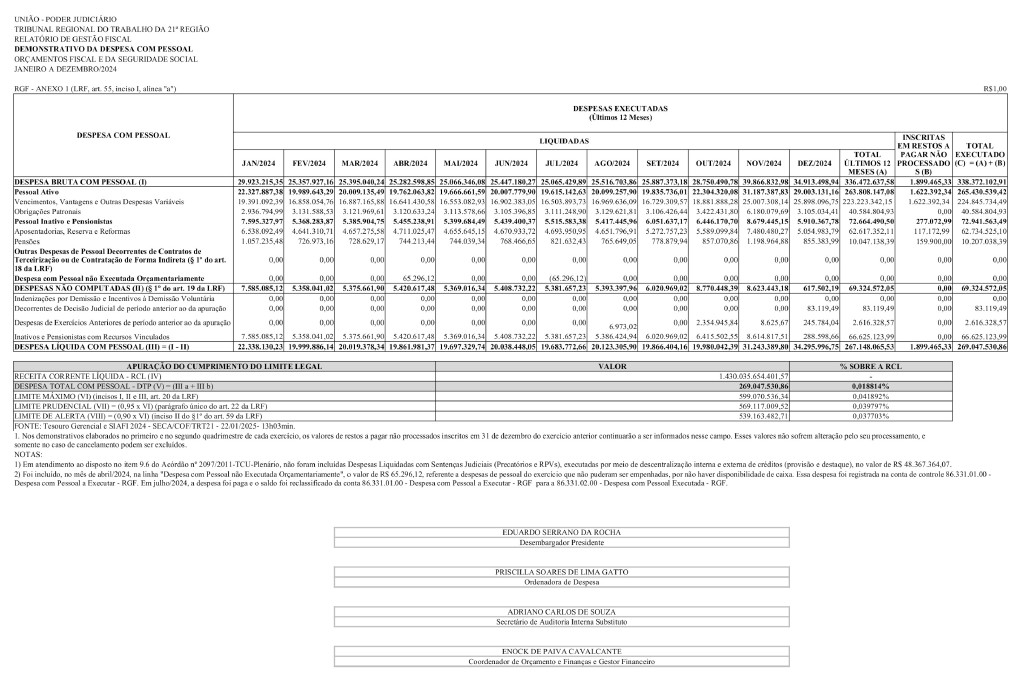 UNIÃO - PODER JUDICIÁRIO
TRIBUNAL REGIONAL DO TRABALHO DA 21ª REGIÃO
RELATÓRIO DE GESTÃO FISCAL
DEMONSTRATIVO DA DESPESA COM PESSOAL
ORÇAMENTOS FISCAL E DA SEGURIDADE SOCIAL
JANEIRO A DEZEMBRO/2024
RGF - ANEXO 1 (LRF, art. 55, inciso I, alínea "a") R$1,00
DESPESA COM PESSOAL
DESPESAS EXECUTADAS
(Últimos 12 Meses)
LIQUIDADAS
INSCRITAS EM RESTOS A PAGAR NÃO PROCESSADOS (B)
TOTAL EXECUTADO (C) = (A) + (B)
JAN/2024 FEV/2024 MAR/2024 ABR/2024 MAI/2024 JUN/2024 JUL/2024 AGO/2024 SET/2024 OUT/2024 NOV/2024 DEZ/2024 TOTAL ÚLTIMOS 12 MESES (A)
DESPESA BRUTA COM PESSOAL (I) 29.923.215,35 25.357.927,16 25.395.040,24 25.282.598,85 25.066.346,08 25.447.180,27 25.065.429,89 25.516.703,86 25.887.373,18 28.750.490,78 39.866.832,98 34.913.498,94 336.472.637,58 1.899.465,33 338.372.102,91
Pessoal Ativo 22.327.887,38 19.989.643,29 20.009.135,49 19.762.063,82 19.666.661,59 20.007.779,90 19.615.142,63 20.099.257,90 19.835.736,01 22.304.320,08 31.187.387,83 29.003.131,16 263.808.147,08 1.622.392,34 265.430.539,42
Vencimentos, Vantagens e Outras Despesas Variáveis 19.391.092,39 16.858.054,76 16.887.165,88 16.641.430,58 16.553.082,93 16.902.383,05 16.503.893,73 16.969.636,09 16.729.309,57 18.881.888,28 25.007.308,14 25.898.096,75 223.223.342,15 1.622.392,34 224.845.734,49
Obrigações Patronais 2.936.794,99 3.131.588,53 3.121.969,61 3.120.633,24 3.113.578,66 3.105.396,85 3.111.248,90 3.129.621,81 3.106.426,44 3.422.431,80 6.180.079,69 3.105.034,41 40.584.804,93 0,00 40.584.804,93
Pessoal Inativo e Pensionistas 7.595.327,97 5.368.283,87 5.385.904,75 5.455.238,91 5.399.684,49 5.439.400,37 5.515.583,38 5.417.445,96 6.051.637,17 6.446.170,70 8.679.445,15 5.910.367,78 72.664.490,50 277.072,99 72.941.563,49
Aposentadorias, Reserva e Reformas 6.538.092,49 4.641.310,71 4.657.275,58 4.711.025,47 4.655.645,15 4.670.933,72 4.693.950,95 4.651.796,91 5.272.757,23 5.589.099,84 7.480.480,27 5.054.983,79 62.617.352,11 117.172,99 62.734.525,10
Pensões 1.057.235,48 726.973,16 728.629,17 744.213,44 744.039,34 768.466,65 821.632,43 765.649,05 778.879,94 857.070,86 1.198.964,88 855.383,99 10.047.138,39 159.900,00 10.207.038,39
Outras Despesas de Pessoal Decorrentes de Contratos de
Terceirização ou de Contratação de Forma Indireta (§ 1º do art.
18 da LRF) 0,00 0,00 0,00 0,00 0,00 0,00 0,00 0,00 0,00 0,00 0,00 0,00 0,00 0,00 0,00
Despesa com Pessoal não Executada Orçamentariamente 0,00 0,00 0,00 65.296,12 0,00 0,00 (65.296,12) 0,00 0,00 0,00 0,00 0,00 0,00 0,00 0,00
DESPESAS NÃO COMPUTADAS (II) (§ 1º do art. 19 da LRF) 7.585.085,12 5.358.041,02 5.375.661,90 5.420.617,48 5.369.016,34 5.408.732,22 5.381.657,23 5.393.397,96 6.020.969,02 8.770.448,39 8.623.443,18 617.502,19 69.324.572,05 0,00 69.324.572,05
Indenizações por Demissão e Incentivos à Demissão Voluntária 0,00 0,00 0,00 0,00 0,00 0,00 0,00 0,00 0,00 0,00 0,00 0,00 0,00 0,00 0,00
Decorrentes de Decisão Judicial de período anterior ao da apuração 0,00 0,00 0,00 0,00 0,00 0,00 0,00 0,00 0,00 0,00 0,00 83.119,49 83.119,49 0,00 83.119,49
Despesas de Exercícios Anteriores de período anterior ao da apuração 0,00 0,00 0,00 0,00 0,00 0,00 0,00 6.973,02 0,00 2.354.945,84 8.625,67 245.784,04 2.616.328,57 0,00 2.616.328,57
Inativos e Pensionistas com Recursos Vinculados 7.585.085,12 5.358.041,02 5.375.661,90 5.420.617,48 5.369.016,34 5.408.732,22 5.381.657,23 5.386.424,94 6.020.969,02 6.415.502,55 8.614.817,51 288.598,66 66.625.123,99 0,00 66.625.123,99
DESPESA LÍQUIDA COM PESSOAL (III) = (I - II) 22.338.130,23 19.999.886,14 20.019.378,34 19.861.981,37 19.697.329,74 20.038.448,05 19.683.772,66 20.123.305,90 19.866.404,16 19.980.042,39 31.243.389,80 34.295.996,75 267.148.065,53 1.899.465,33 269.047.530,86
APURAÇÃO DO CUMPRIMENTO DO LIMITE LEGAL VALOR % SOBRE A RCL
RECEITA CORRENTE LÍQUIDA - RCL (IV) 1.430.035.654.401,57 -
DESPESA TOTAL COM PESSOAL - DTP (V) = (III a + III b) 269.047.530,86 0,018814%
LIMITE MÁXIMO (VI) (incisos I, II e III, art. 20 da LRF) 599.070.536,34 0,041892%
LIMITE PRUDENCIAL (VII) = (0,95 x VI) (parágrafo único do art. 22 da LRF) 569.117.009,52 0,039797%
LIMITE DE ALERTA (VIII) = (0,90 x VI) (inciso II do §1º do art. 59 da LRF) 539.163.482,71 0,037703%
FONTE: Tesouro Gerencial e SIAFI 2024 - SECA/COF/TRT21 - 22/01/2025- 13h03min.
1. Nos demonstrativos elaborados no primeiro e no segundo quadrimestre de cada exercício, os valores de restos a pagar não processados inscritos em 31 de dezembro do exercício anterior continuarão a ser informados nesse campo. Esses valores não sofrem alteração pelo seu processamento, e
somente no caso de cancelamento podem ser excluídos.
NOTAS:
1) Em atendimento ao disposto no item 9.6 do Acórdão nº 2097/2011-TCU-Plenário, não foram incluídas Despesas Liquidadas com Sentenças Judiciais (Precatórios e RPVs), executadas por meio de descentralização interna e externa de créditos (provisão e destaque), no valor de R$ 48.367.364,07.
2) Foi incluído, no mês de abril/2024, na linha "Despesa com Pessoal não Executada Orçamentariamente", o valor de R$ 65.296,12, referente a despesas de pessoal do exercício que não puderam ser empenhadas, por não haver disponibilidade de caixa. Essa despesa foi registrada na conta de controle 86.331.01.00 -
Despesa com Pessoal a Executar - RGF. Em julho/2024, a despesa foi paga e o saldo foi reclassificado da conta 86.331.01.00 - Despesa com Pessoal a Executar - RGF para a 86.331.02.00 - Despesa com Pessoal Executada - RGF.
EDUARDO SERRANO DA ROCHA
Desembargador Presidente
PRISCILLA SOARES DE LIMA GATTO
Ordenadora de Despesa
ADRIANO CARLOS DE SOUZA
Secretário de Auditoria Interna Substituto
ENOCK DE PAIVA CAVALCANTE
Coordenador de Orçamento e Finanças e Gestor Financeiro